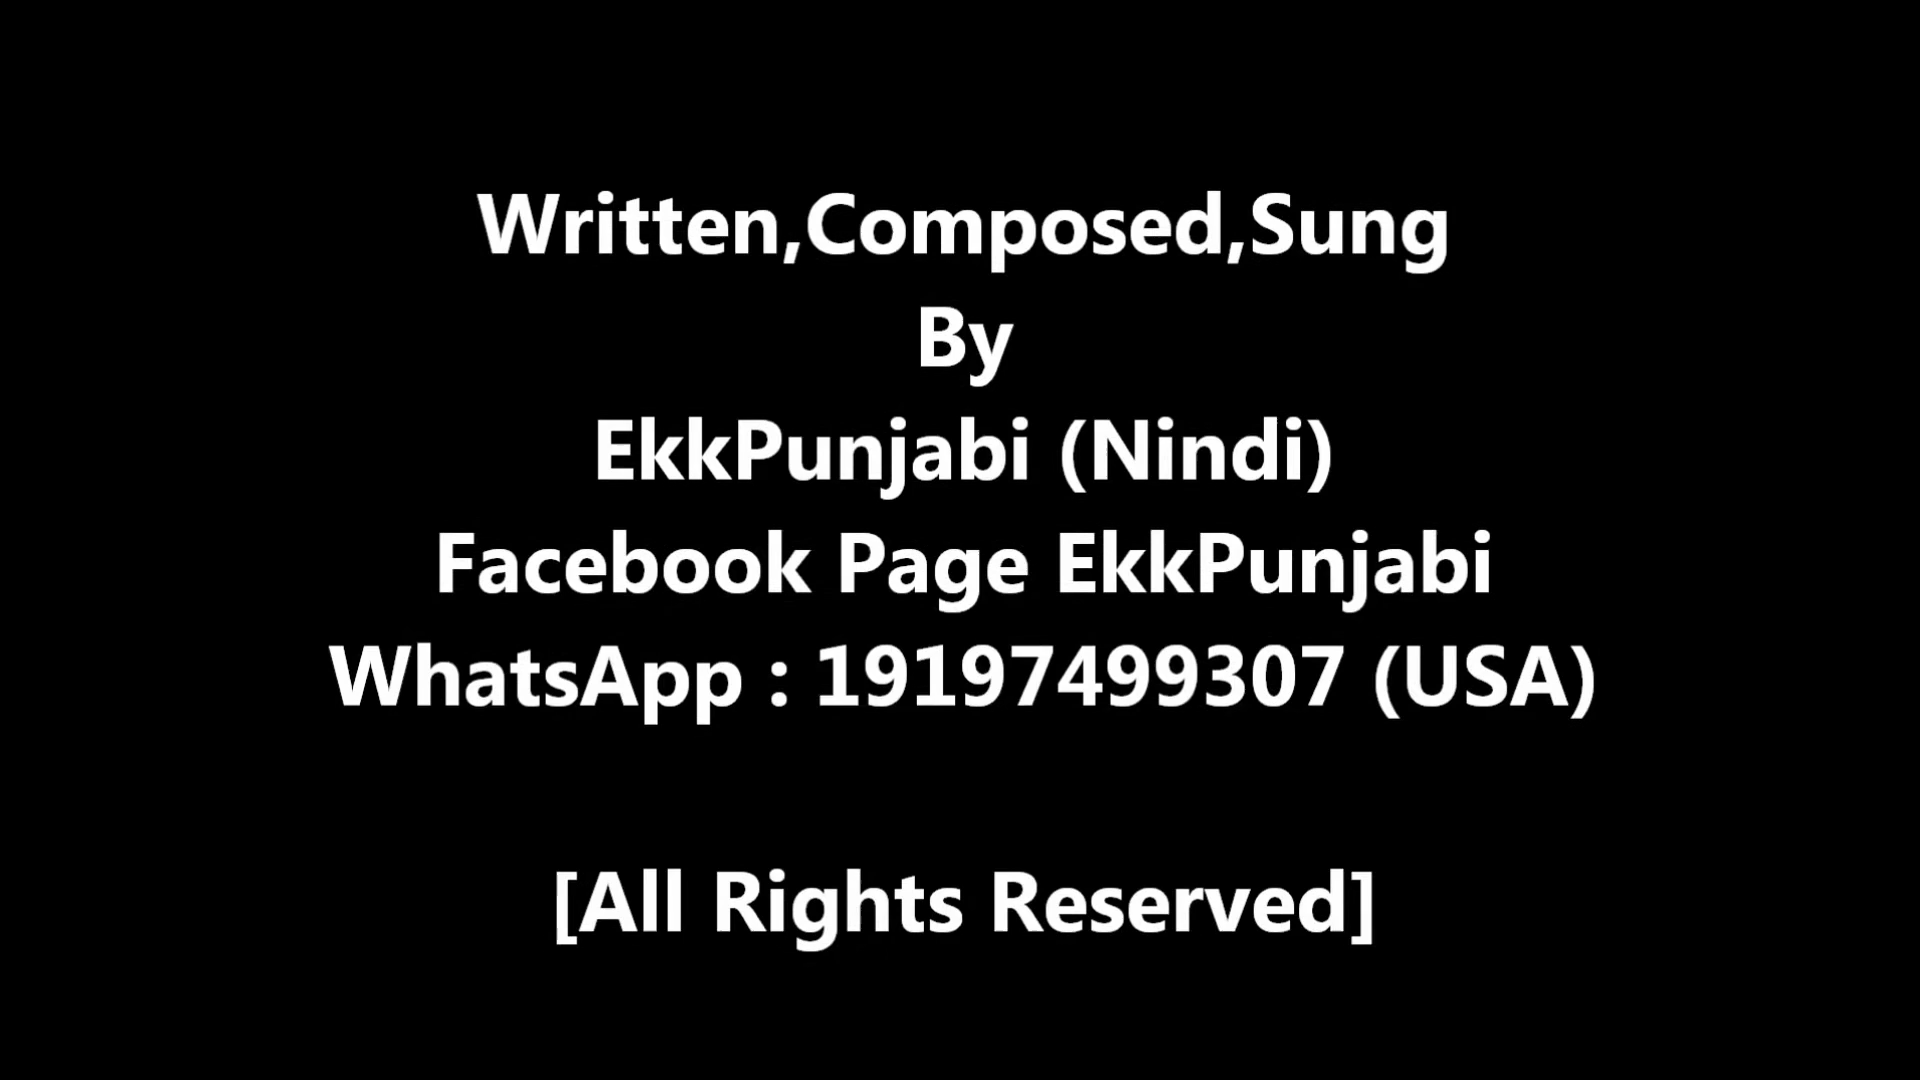 Written,Composed,Sung
By
EkkPunjabi (Nindi)
Facebook Page EkkPunjabi
WhatsApp : 19197499307 (USA)
[All Rights Reserved]